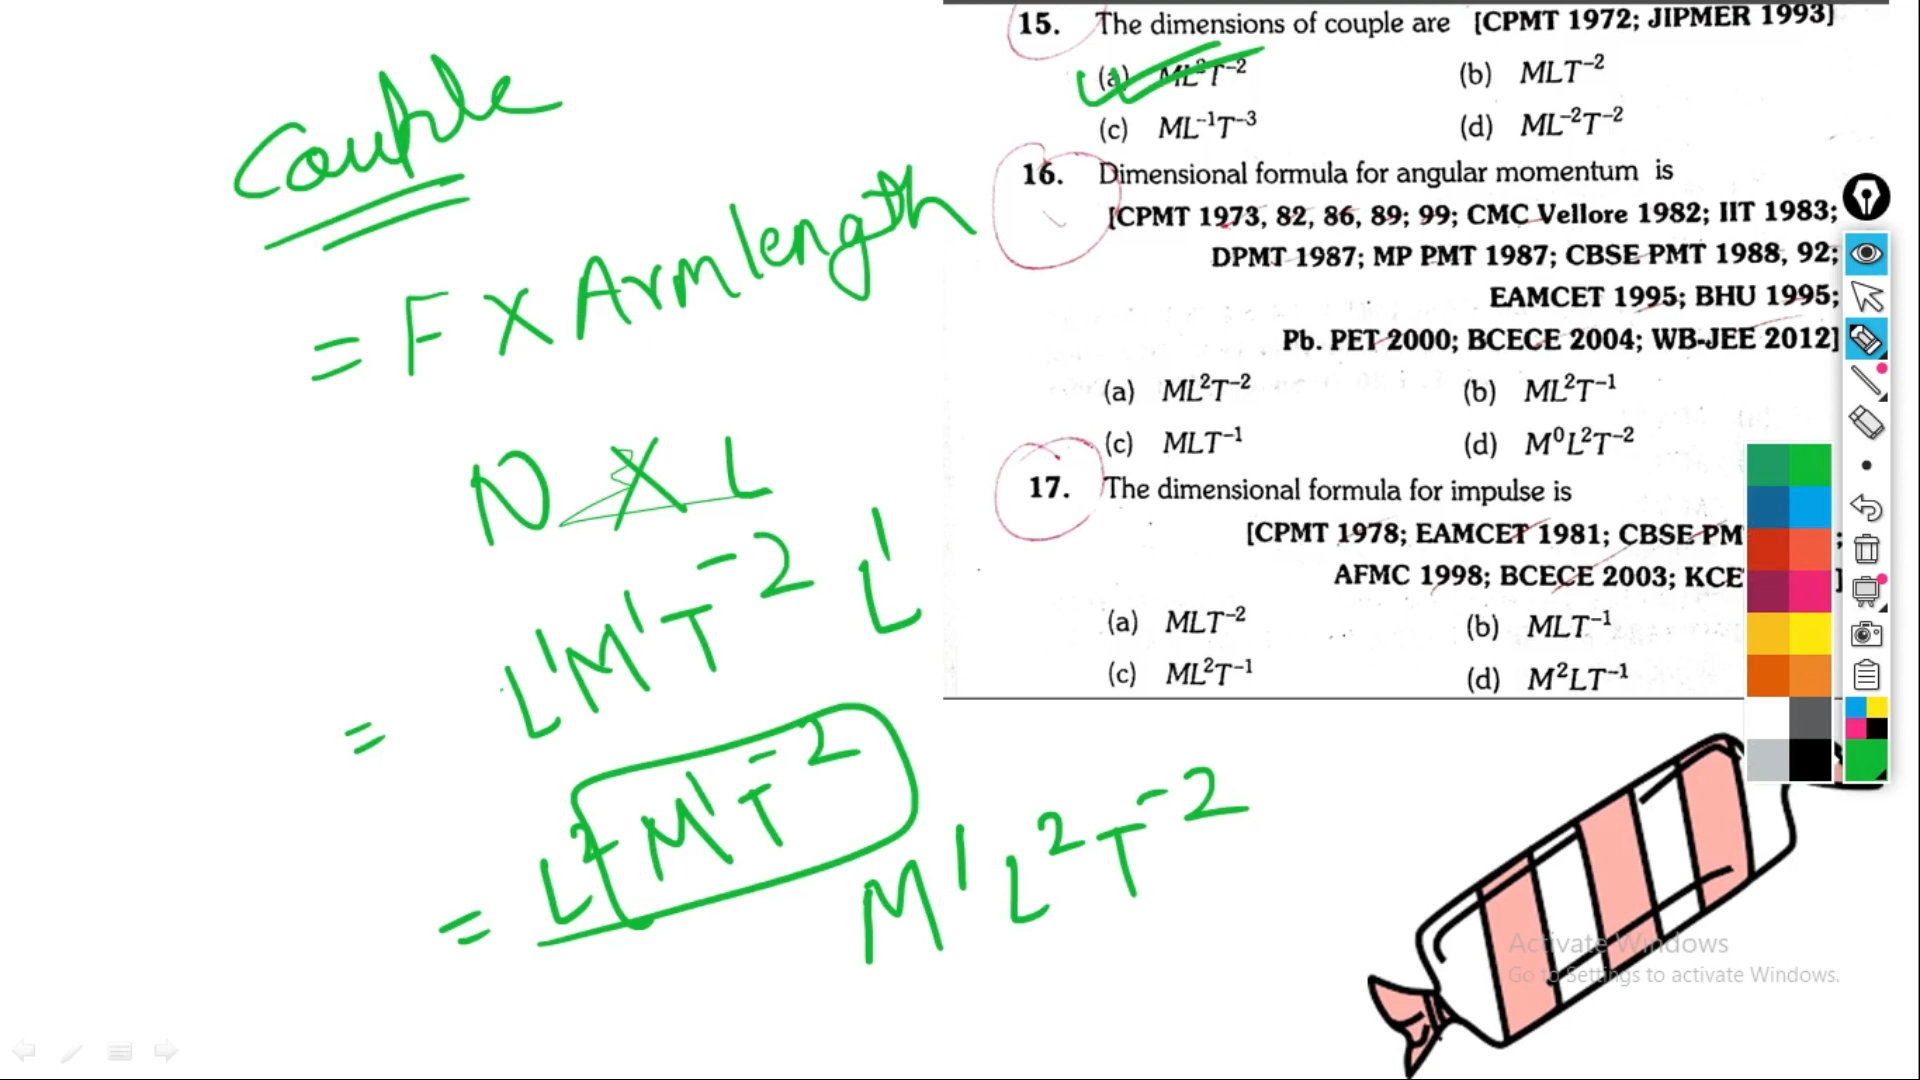 Couple
= F X Arm length
N X L
L¹M¹T⁻² L¹
=
= L² M¹T⁻²
M¹L²T⁻²
15. The dimensions of couple are [CPMT 1972; JIPMER 1993]
(a) ML²T⁻² (b) MLT⁻²
(c) ML⁻¹T⁻³ (d) ML⁻²T⁻²
16. Dimensional formula for angular momentum is
[CPMT 1973, 82, 86, 89; 99; CMC Vellore 1982; IIT 1983;
DPMT 1987; MP PMT 1987; CBSE PMT 1988, 92;
EAMCET 1995; BHU 1995;
Pb. PET 2000; BCECE 2004; WB-JEE 2012]
(a) ML²T⁻² (b) ML²T⁻¹
(c) MLT⁻¹ (d) M⁰L²T⁻²
17. The dimensional formula for impulse is
[CPMT 1978; EAMCET 1981; CBSE PM ;
AFMC 1998; BCECE 2003; KCE ]
(a) MLT⁻² (b) MLT⁻¹
(c) ML²T⁻¹ (d) M²LT⁻¹
Activate Windows
Go to Settings to activate Windows.